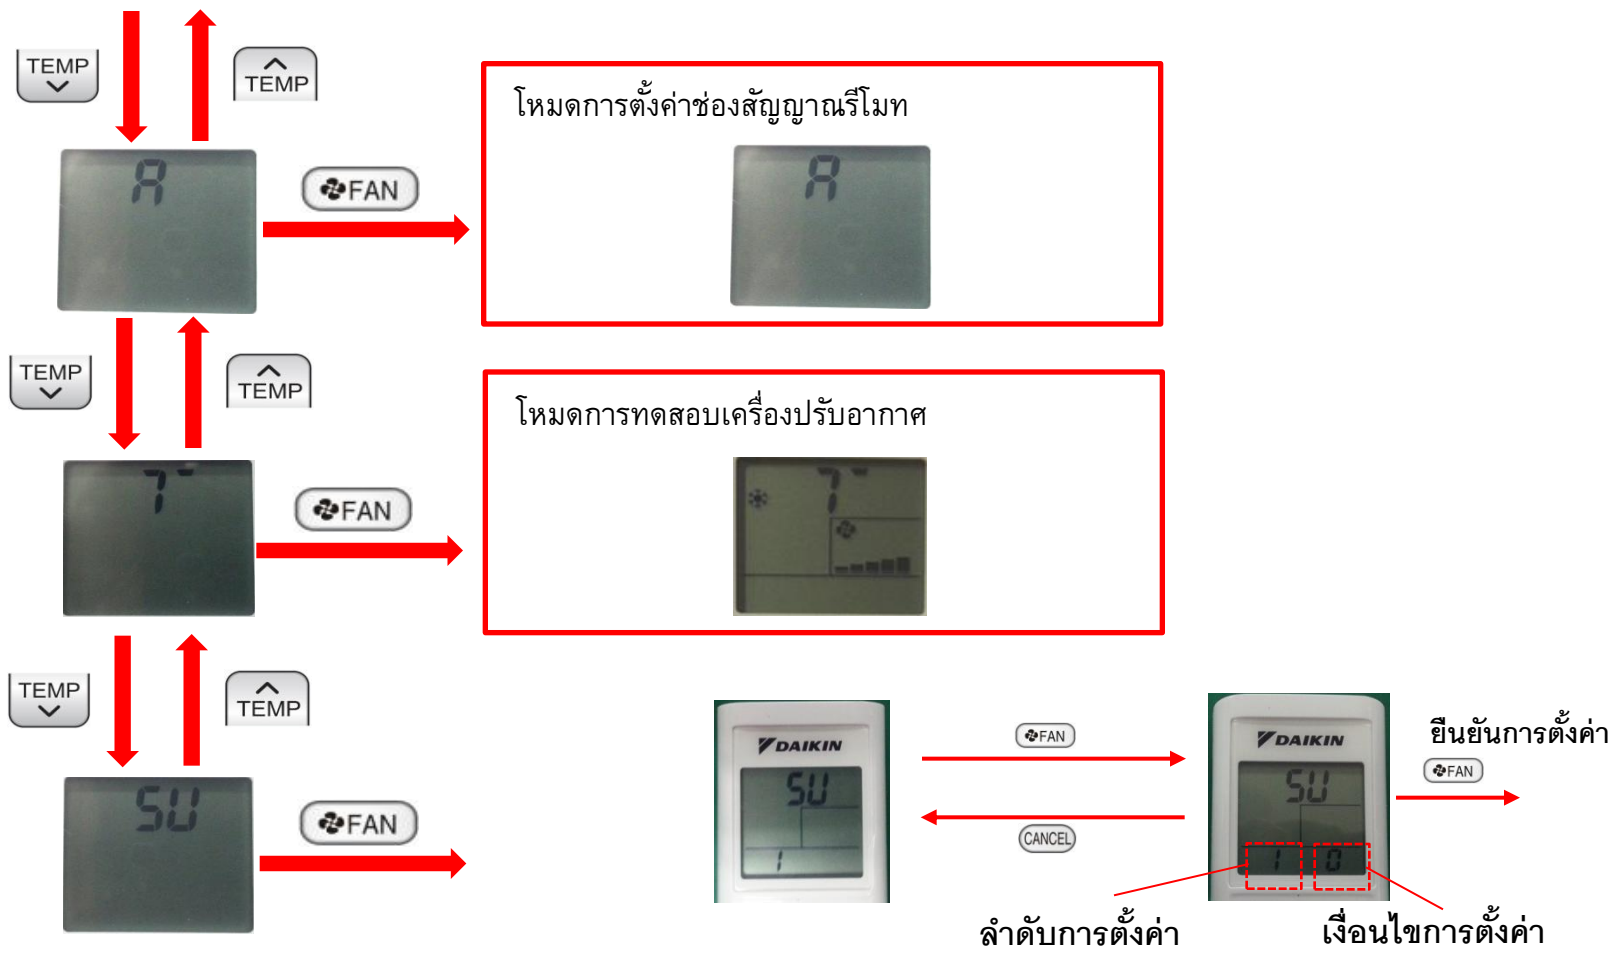 TEMP
TEMP
โหมดการตั้งค่าช่องสัญญาณรีโมท
A
FAN
A
TEMP
TEMP
โหมดการทดสอบเครื่องปรับอากาศ
7-
FAN
7-
TEMP
TEMP
DAIKIN
FAN
DAIKIN
ยืนยันการตั้งค่า
FAN
SU
FAN
SU
SU
CANCEL
1
1 0
ลำดับการตั้งค่า
เงื่อนไขการตั้งค่า